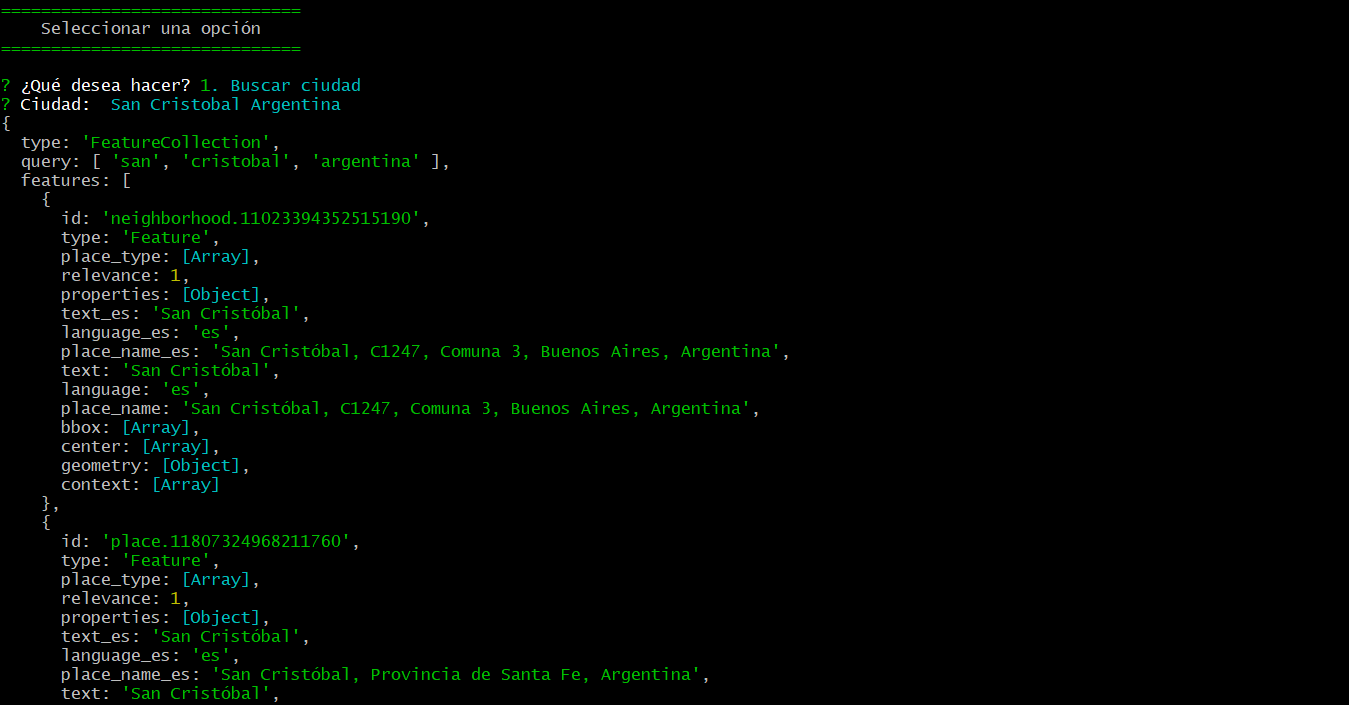 ==============================
    Seleccionar una opción
==============================
? ¿Qué desea hacer? 1. Buscar ciudad
? Ciudad:  San Cristobal Argentina
{
  type: 'FeatureCollection',
  query: [ 'san', 'cristobal', 'argentina' ],
  features: [
    {
      id: 'neighborhood.11023394352515190',
      type: 'Feature',
      place_type: [Array],
      relevance: 1,
      properties: [Object],
      text_es: 'San Cristóbal',
      language_es: 'es',
      place_name_es: 'San Cristóbal, C1247, Comuna 3, Buenos Aires, Argentina',
      text: 'San Cristóbal',
      language: 'es',
      place_name: 'San Cristóbal, C1247, Comuna 3, Buenos Aires, Argentina',
      bbox: [Array],
      center: [Array],
      geometry: [Object],
      context: [Array]
    },
    {
      id: 'place.11807324968211760',
      type: 'Feature',
      place_type: [Array],
      relevance: 1,
      properties: [Object],
      text_es: 'San Cristóbal',
      language_es: 'es',
      place_name_es: 'San Cristóbal, Provincia de Santa Fe, Argentina',
      text: 'San Cristóbal',